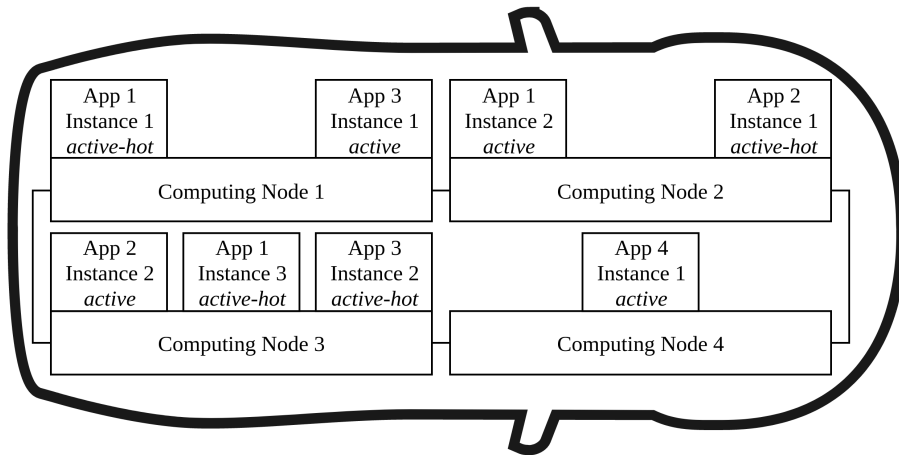 App 1
Instance 1
active-hot
App 3
Instance 1
active
App 1
Instance 2
active
App 2
Instance 1
active-hot
Computing Node 1
Computing Node 2
App 2
Instance 2
active
App 1
Instance 3
active-hot
App 3
Instance 2
active-hot
App 4
Instance 1
active
Computing Node 3
Computing Node 4